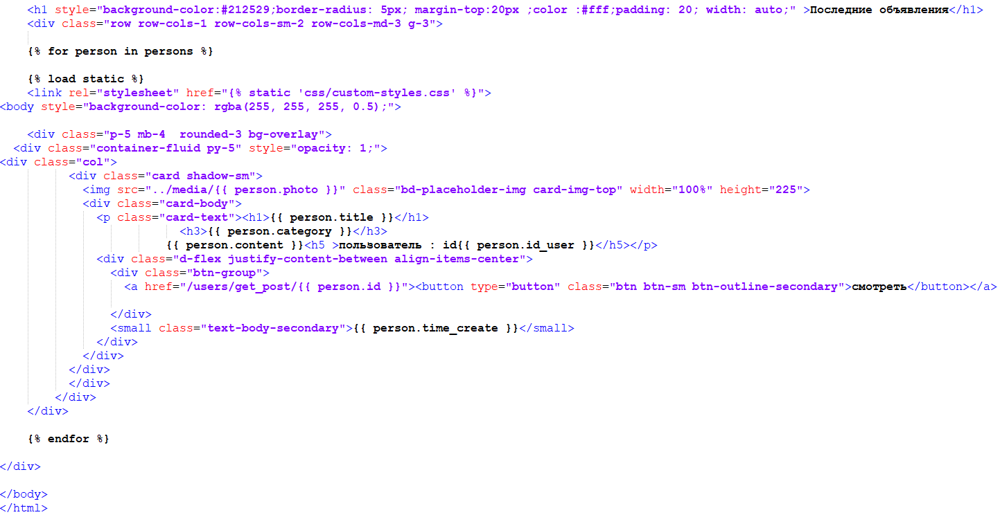 <h1 style="background-color:#212529;border-radius: 5px; margin-top:20px ;color :#fff;padding: 20; width: auto;" >Последние объявления</h1>
<div class="row row-cols-1 row-cols-sm-2 row-cols-md-3 g-3">
{% for person in persons %}
{% load static %}
<link rel="stylesheet" href="{% static 'css/custom-styles.css' %}">
<body style="background-color: rgba(255, 255, 255, 0.5);">
<div class="p-5 mb-4  rounded-3 bg-overlay">
<div class="container-fluid py-5" style="opacity: 1;">
<div class="col">
<div class="card shadow-sm">
<img src="../media/{{ person.photo }}" class="bd-placeholder-img card-img-top" width="100%" height="225">
<div class="card-body">
<p class="card-text"><h1>{{ person.title }}</h1>
<h3>{{ person.category }}</h3>
{{ person.content }}<h5 >пользователь : id{{ person.id_user }}</h5></p>
<div class="d-flex justify-content-between align-items-center">
<div class="btn-group">
<a href="/users/get_post/{{ person.id }}"><button type="button" class="btn btn-sm btn-outline-secondary">смотреть</button></a>
</div>
<small class="text-body-secondary">{{ person.time_create }}</small>
</div>
</div>
</div>
</div>
</div>
</div>
{% endfor %}
</div>
</body>
</html>